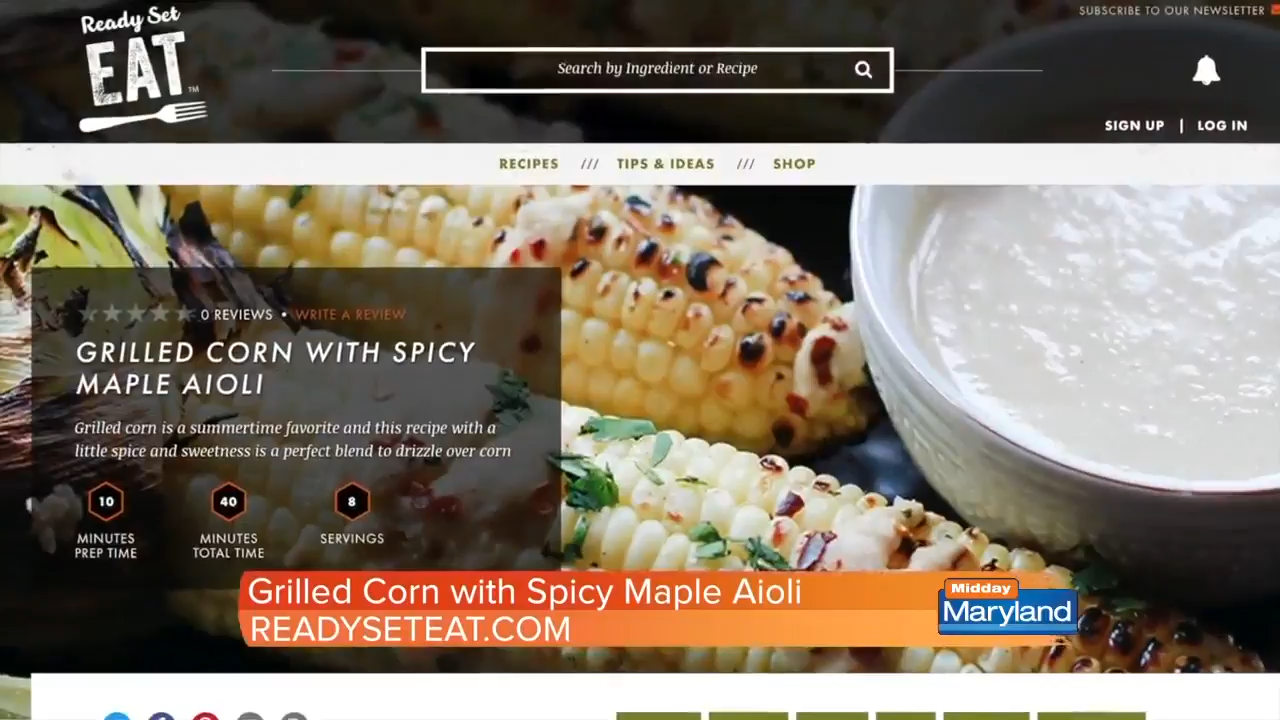 SUBSCRIBE TO OUR NEWSLETTER
Ready Set
EAT™
Search by Ingredient or Recipe
SIGN UP | LOG IN
RECIPES /// TIPS & IDEAS /// SHOP
0 REVIEWS • WRITE A REVIEW
GRILLED CORN WITH SPICY
MAPLE AIOLI
Grilled corn is a summertime favorite and this recipe with a
little spice and sweetness is a perfect blend to drizzle over corn
10 40 8
MINUTES MINUTES SERVINGS
PREP TIME TOTAL TIME
Grilled Corn with Spicy Maple Aioli
READYSETEAT.COM
Midday
Maryland